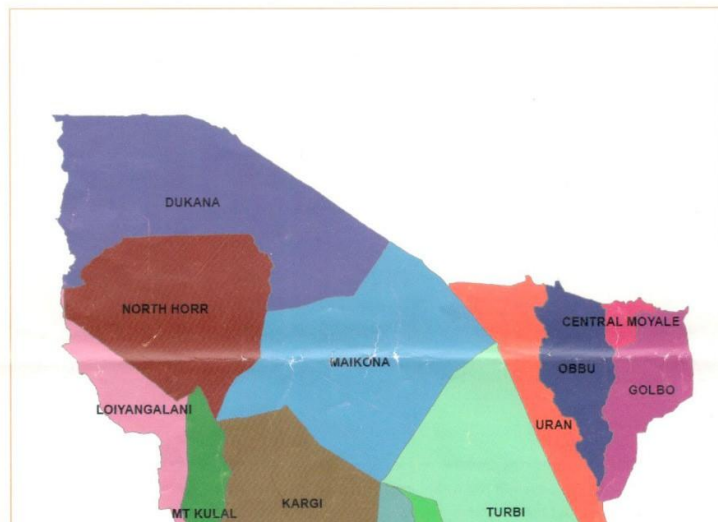 DUKANA
NORTH HORR
CENTRAL MOYALE
MAIKONA
OBBU
GOLBO
LOIYANGALANI
URAN
KARGI
MT KULAL
TURBI